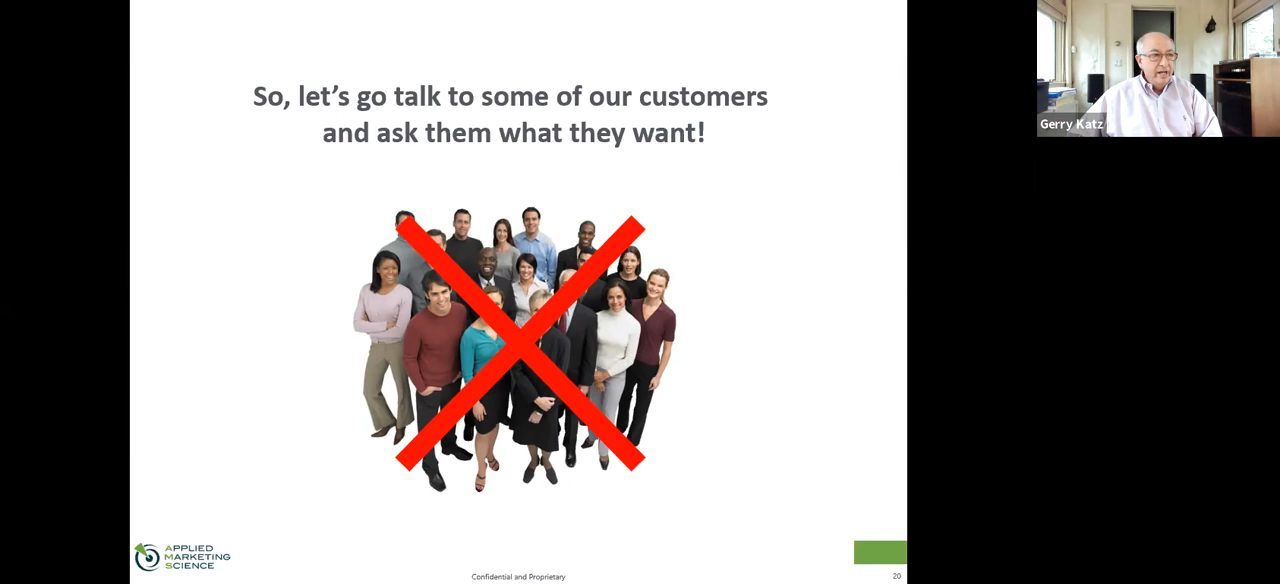 So, let’s go talk to some of our customers
and ask them what they want!
Gerry Katz
APPLIED
MARKETING
SCIENCE
Confidential and Proprietary
20